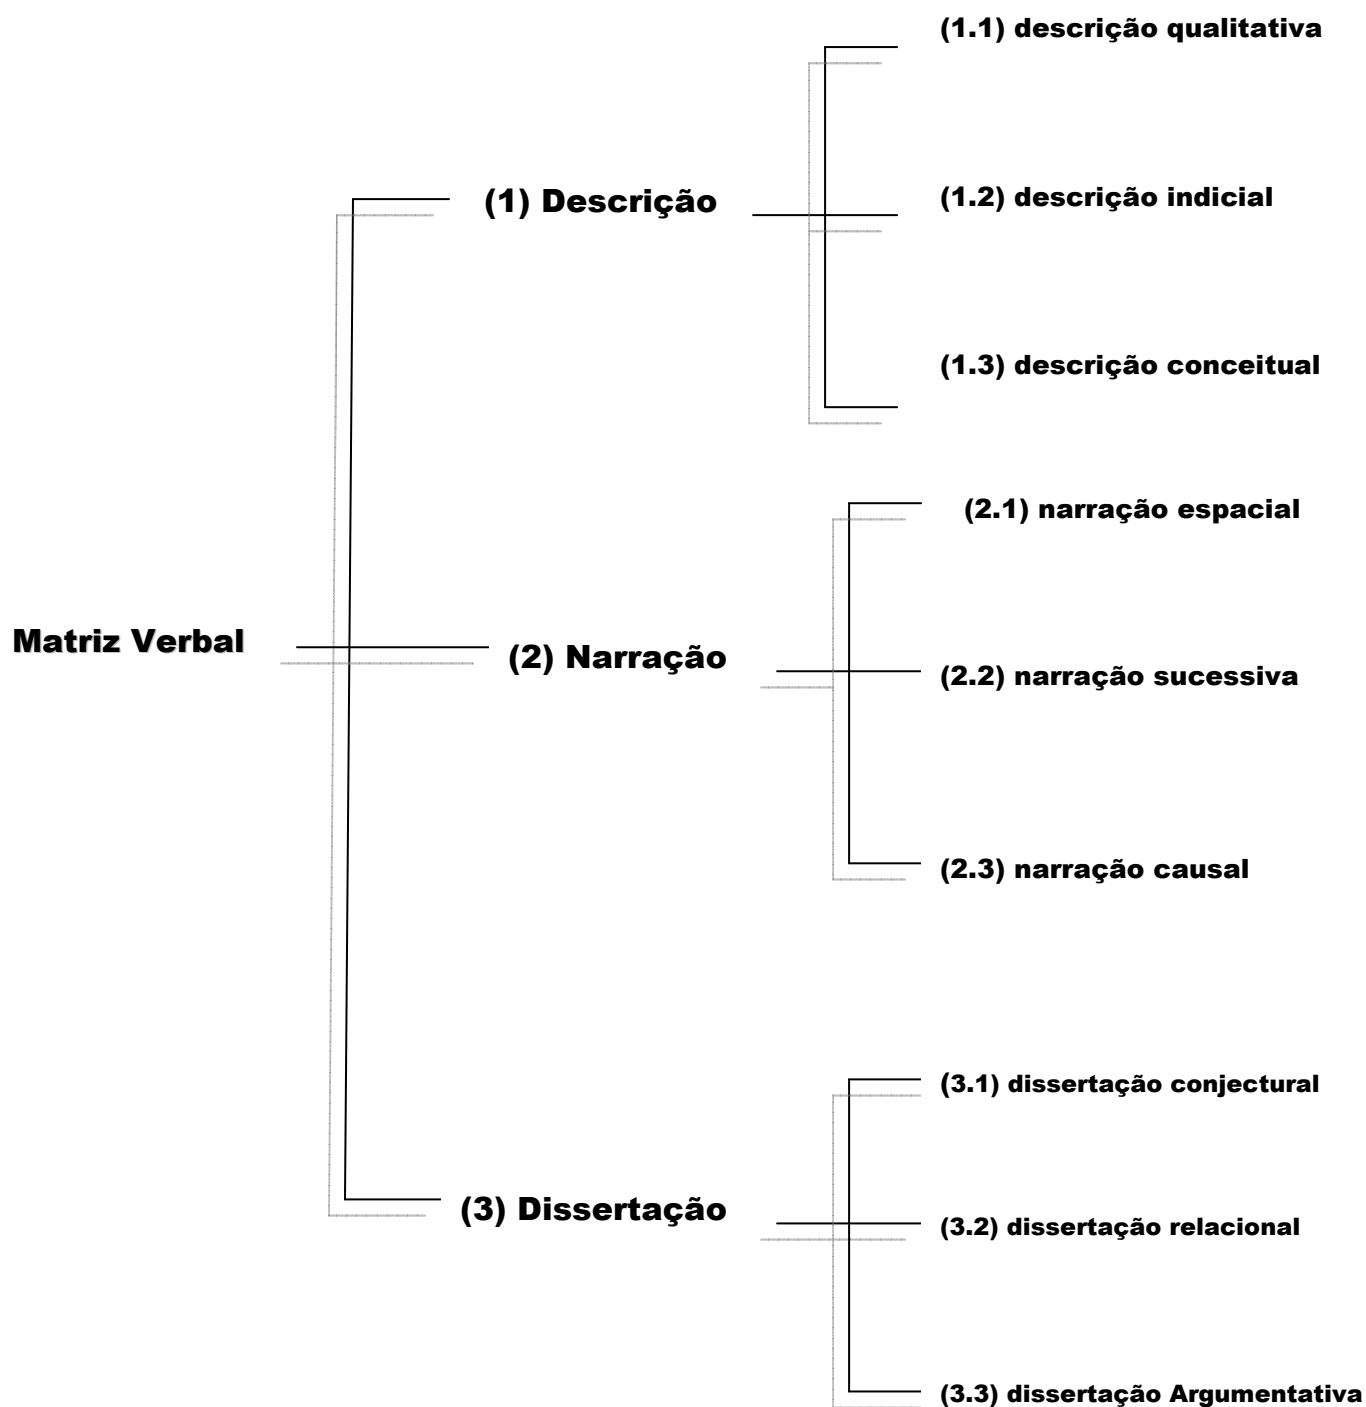 (1.1) descrição qualitativa
(1) Descrição
(1.2) descrição indicial
(1.3) descrição conceitual
(2.1) narração espacial
Matriz Verbal
(2) Narração
(2.2) narração sucessiva
(2.3) narração causal
(3.1) dissertação conjectural
(3) Dissertação
(3.2) dissertação relacional
(3.3) dissertação Argumentativa